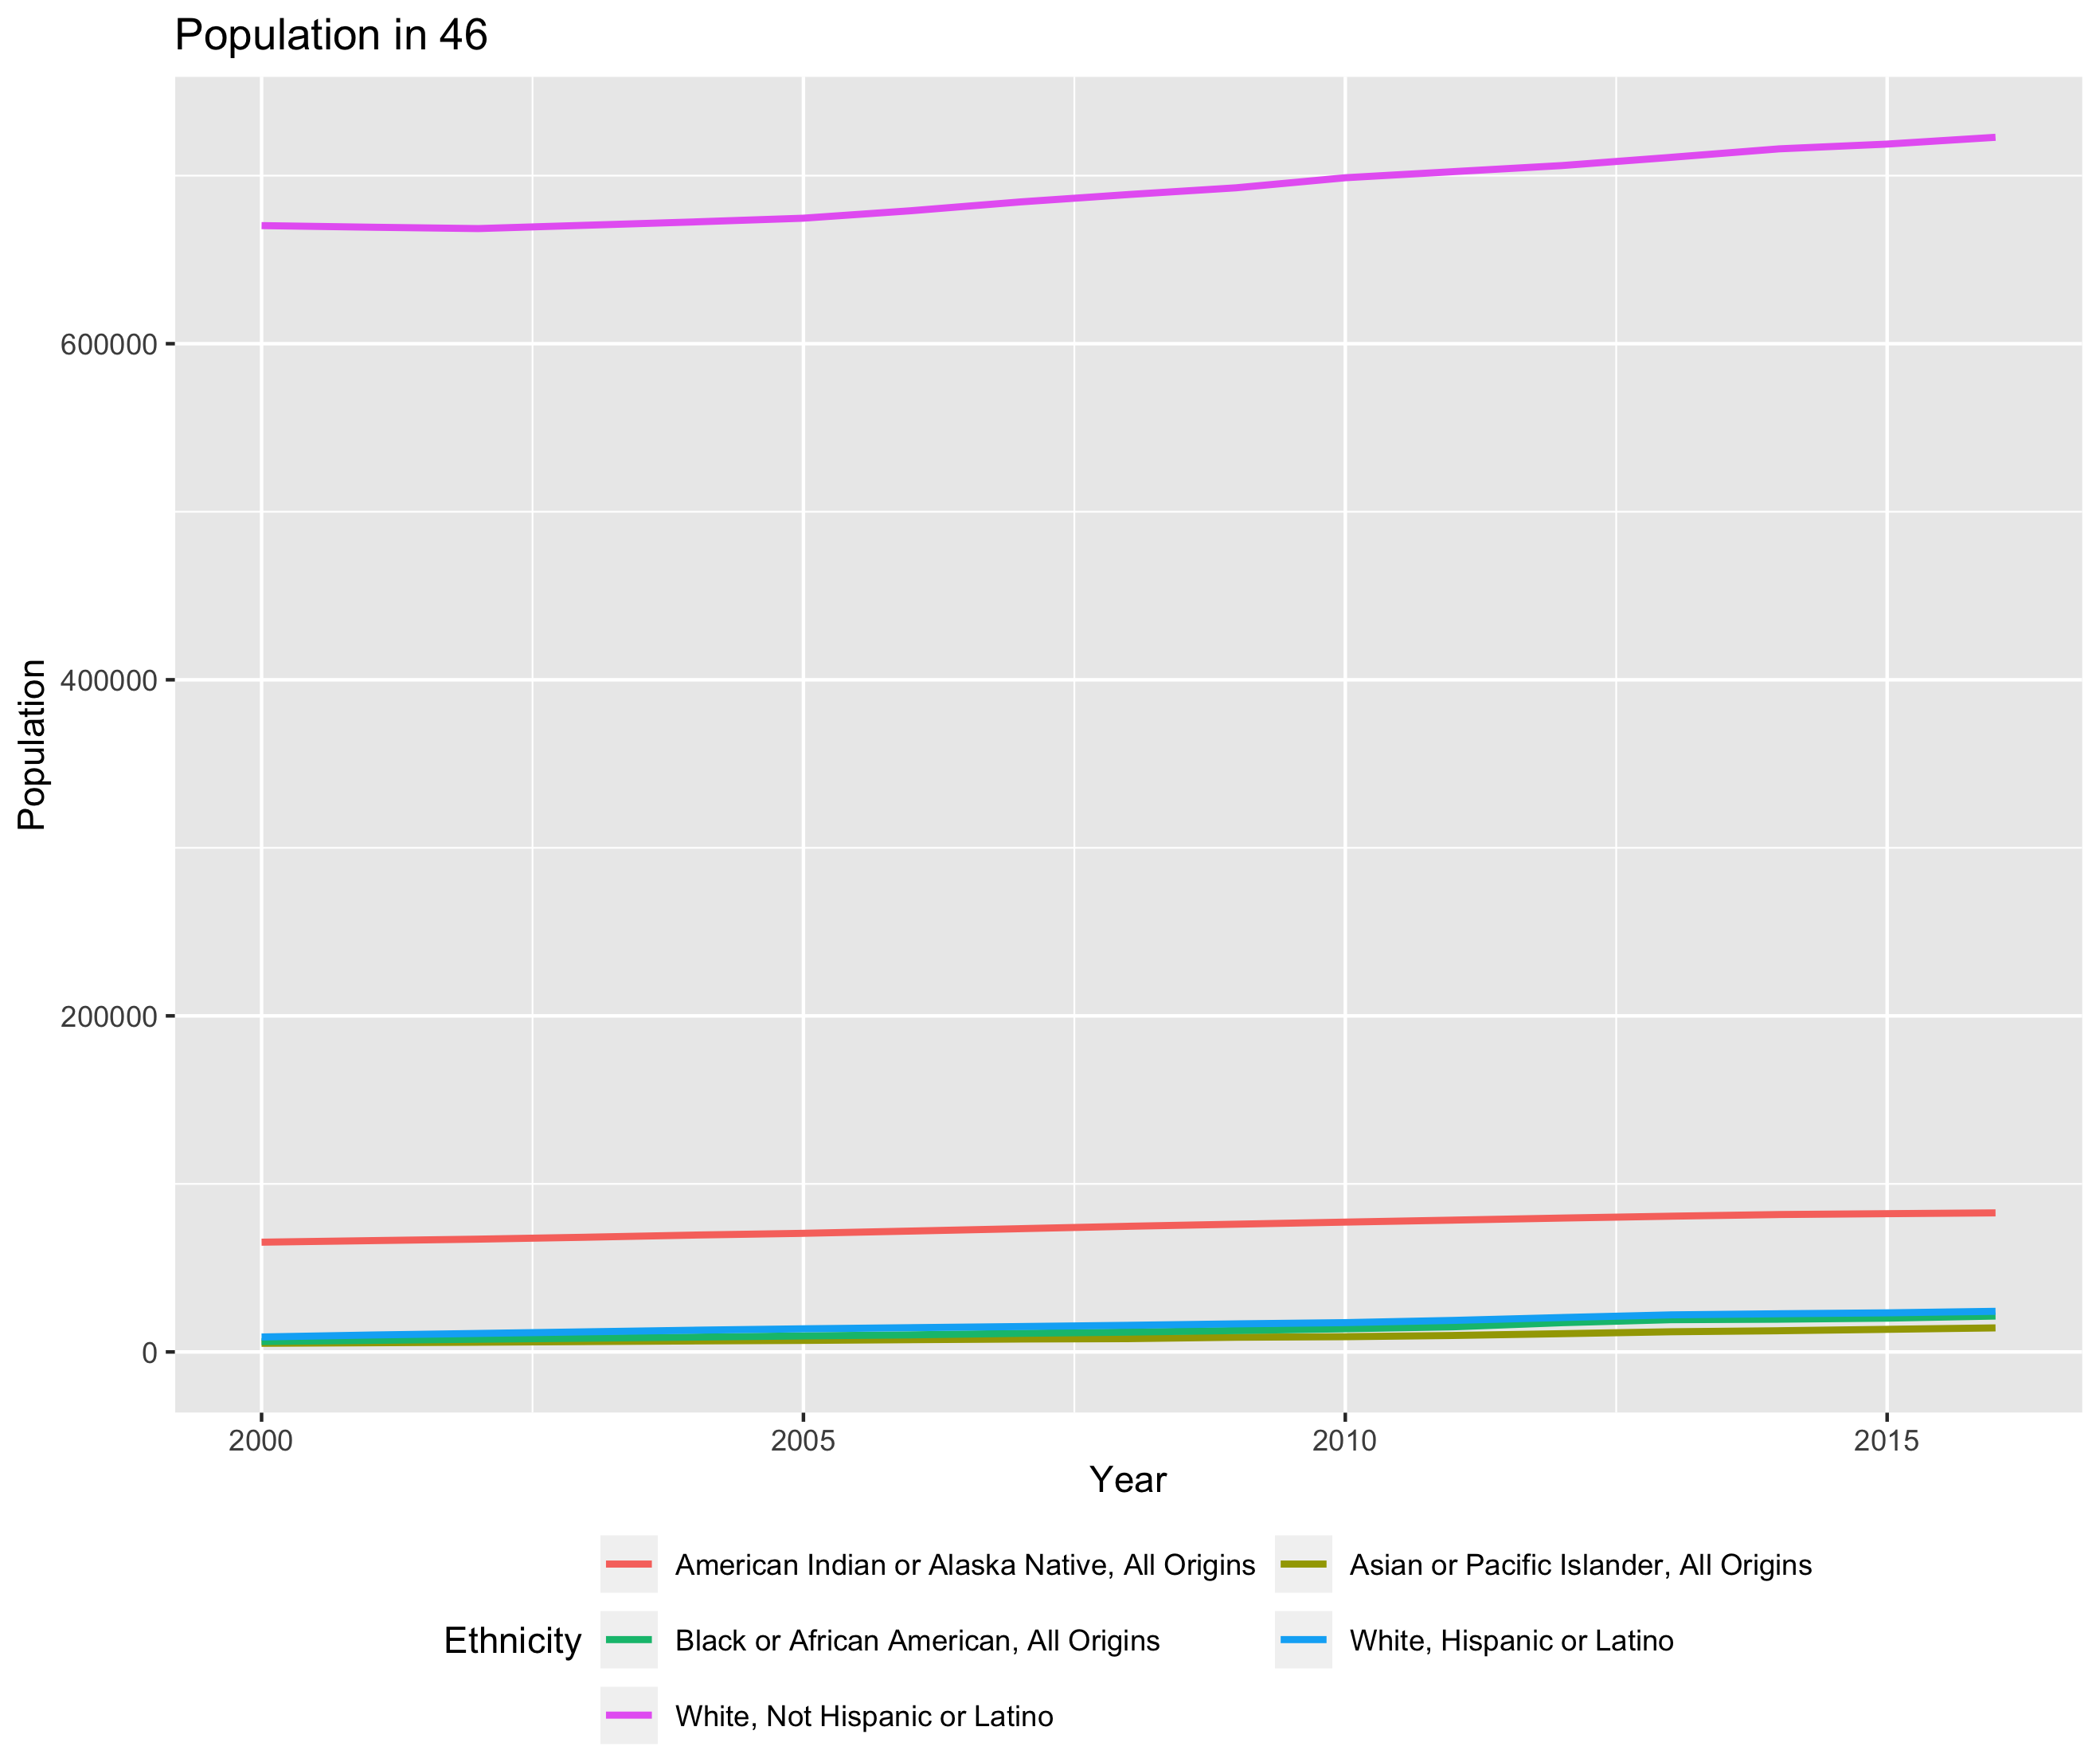 Population in 46
Population
600000
400000
200000
0
2000 2005 2010 2015
Year
Ethnicity
American Indian or Alaska Native, All Origins
Asian or Pacific Islander, All Origins
Black or African American, All Origins
White, Hispanic or Latino
White, Not Hispanic or Latino